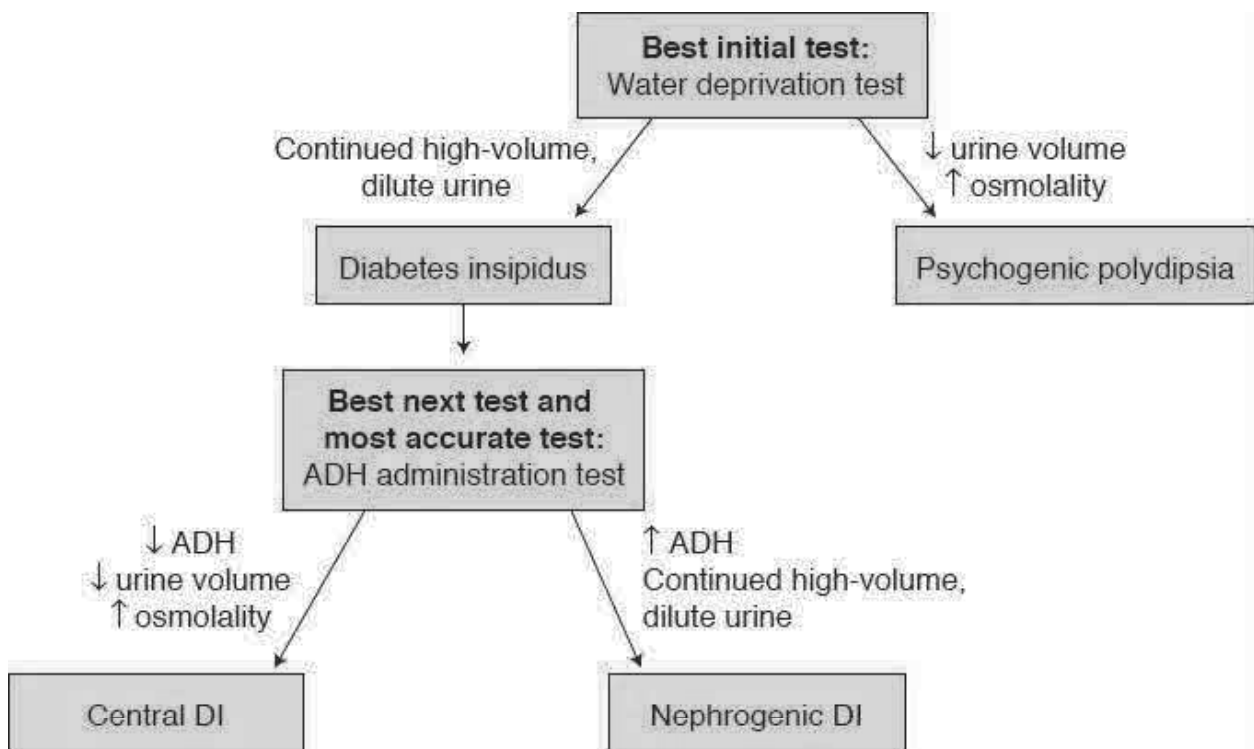 Best initial test:
Water deprivation test
Continued high-volume,
dilute urine
↓ urine volume
↑ osmolality
Diabetes insipidus
Psychogenic polydipsia
Best next test and
most accurate test:
ADH administration test
↓ ADH
↓ urine volume
↑ osmolality
↑ ADH
Continued high-volume,
dilute urine
Central DI
Nephrogenic DI